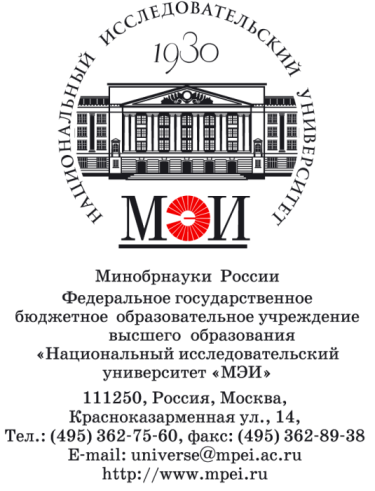 НАЦИОНАЛЬНЫЙ ИССЛЕДОВАТЕЛЬСКИЙ УНИВЕРСИТЕТ
1930
МЭИ
Минобрнауки России
Федеральное государственное
бюджетное образовательное учреждение
высшего образования
«Национальный исследовательский
университет «МЭИ»
111250, Россия, Москва,
Красноказарменная ул., 14,
Тел.: (495) 362-75-60, факс: (495) 362-89-38
E-mail: universe@mpei.ac.ru
http://www.mpei.ru